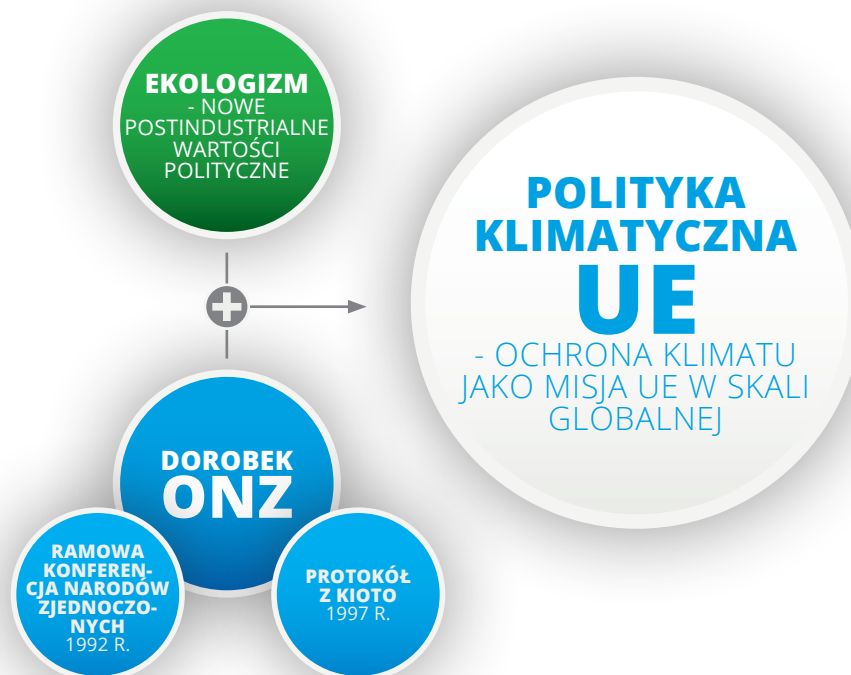 EKOLOGIZM
- NOWE
POSTINDUSTRIALNE
WARTOŚCI
POLITYCZNE
POLITYKA
KLIMATYCZNA
UE
- OCHRONA KLIMATU
JAKO MISJA UE W SKALI
GLOBALNEJ
DOROBEK
ONZ
RAMOWA
KONFEREN-
CJA NARODÓW
ZJEDNOCZO-
NYCH
1992 R.
PROTOKÓŁ
Z KIOTO
1997 R.